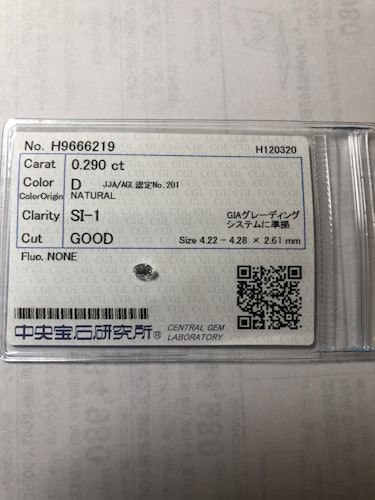 No. H9666219 H120320
Carat 0.290 ct
Color D JJA/AGL認定No.201
ColorOrigin NATURAL
Clarity SI-1 GIAグレーディング
システムに準拠
Cut GOOD Size 4.22 - 4.28 × 2.61 mm
Fluo. NONE
中央宝石研究所® CENTRAL GEM
LABORATORY